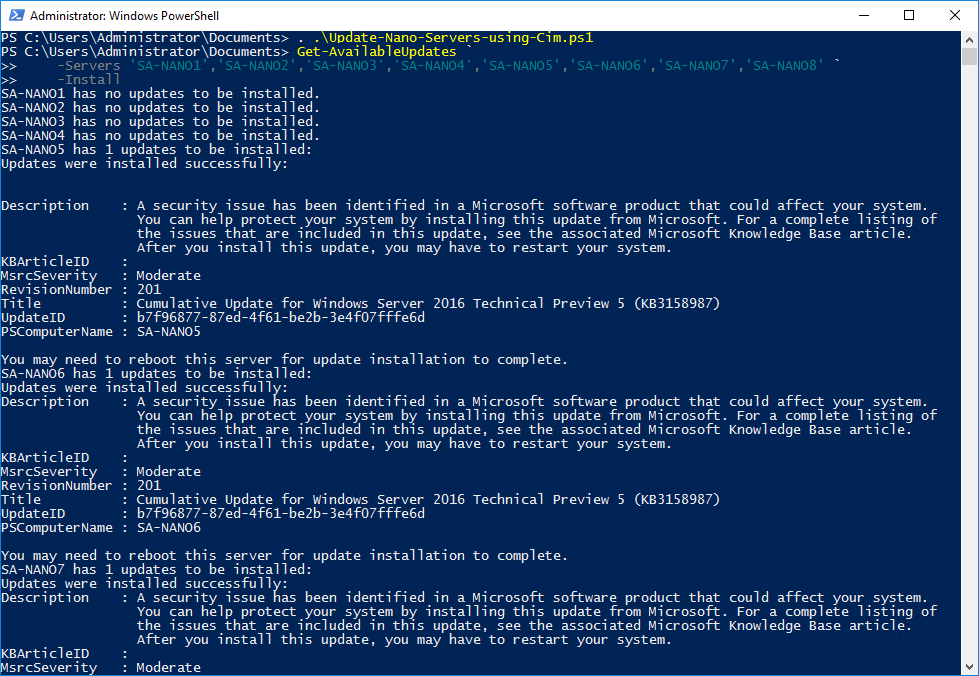 Administrator: Windows PowerShell
PS C:\Users\Administrator\Documents> . .\Update-Nano-Servers-using-Cim.ps1
PS C:\Users\Administrator\Documents> Get-AvailableUpdates `
>>     -Servers 'SA-NANO1','SA-NANO2','SA-NANO3','SA-NANO4','SA-NANO5','SA-NANO6','SA-NANO7','SA-NANO8' `
>>     -Install
SA-NANO1 has no updates to be installed.
SA-NANO2 has no updates to be installed.
SA-NANO3 has no updates to be installed.
SA-NANO4 has no updates to be installed.
SA-NANO5 has 1 updates to be installed:
Updates were installed successfully:
Description    : A security issue has been identified in a Microsoft software product that could affect your system.
You can help protect your system by installing this update from Microsoft. For a complete listing of
the issues that are included in this update, see the associated Microsoft Knowledge Base article.
After you install this update, you may have to restart your system.
KBArticleID    :
MsrcSeverity   : Moderate
RevisionNumber : 201
Title          : Cumulative Update for Windows Server 2016 Technical Preview 5 (KB3158987)
UpdateID       : b7f96877-87ed-4f61-be2b-3e4f07fffe6d
PSComputerName : SA-NANO5
You may need to reboot this server for update installation to complete.
SA-NANO6 has 1 updates to be installed:
Updates were installed successfully:
Description    : A security issue has been identified in a Microsoft software product that could affect your system.
You can help protect your system by installing this update from Microsoft. For a complete listing of
the issues that are included in this update, see the associated Microsoft Knowledge Base article.
After you install this update, you may have to restart your system.
KBArticleID    :
MsrcSeverity   : Moderate
RevisionNumber : 201
Title          : Cumulative Update for Windows Server 2016 Technical Preview 5 (KB3158987)
UpdateID       : b7f96877-87ed-4f61-be2b-3e4f07fffe6d
PSComputerName : SA-NANO6
You may need to reboot this server for update installation to complete.
SA-NANO7 has 1 updates to be installed:
Updates were installed successfully:
Description    : A security issue has been identified in a Microsoft software product that could affect your system.
You can help protect your system by installing this update from Microsoft. For a complete listing of
the issues that are included in this update, see the associated Microsoft Knowledge Base article.
After you install this update, you may have to restart your system.
KBArticleID    :
MsrcSeverity   : Moderate